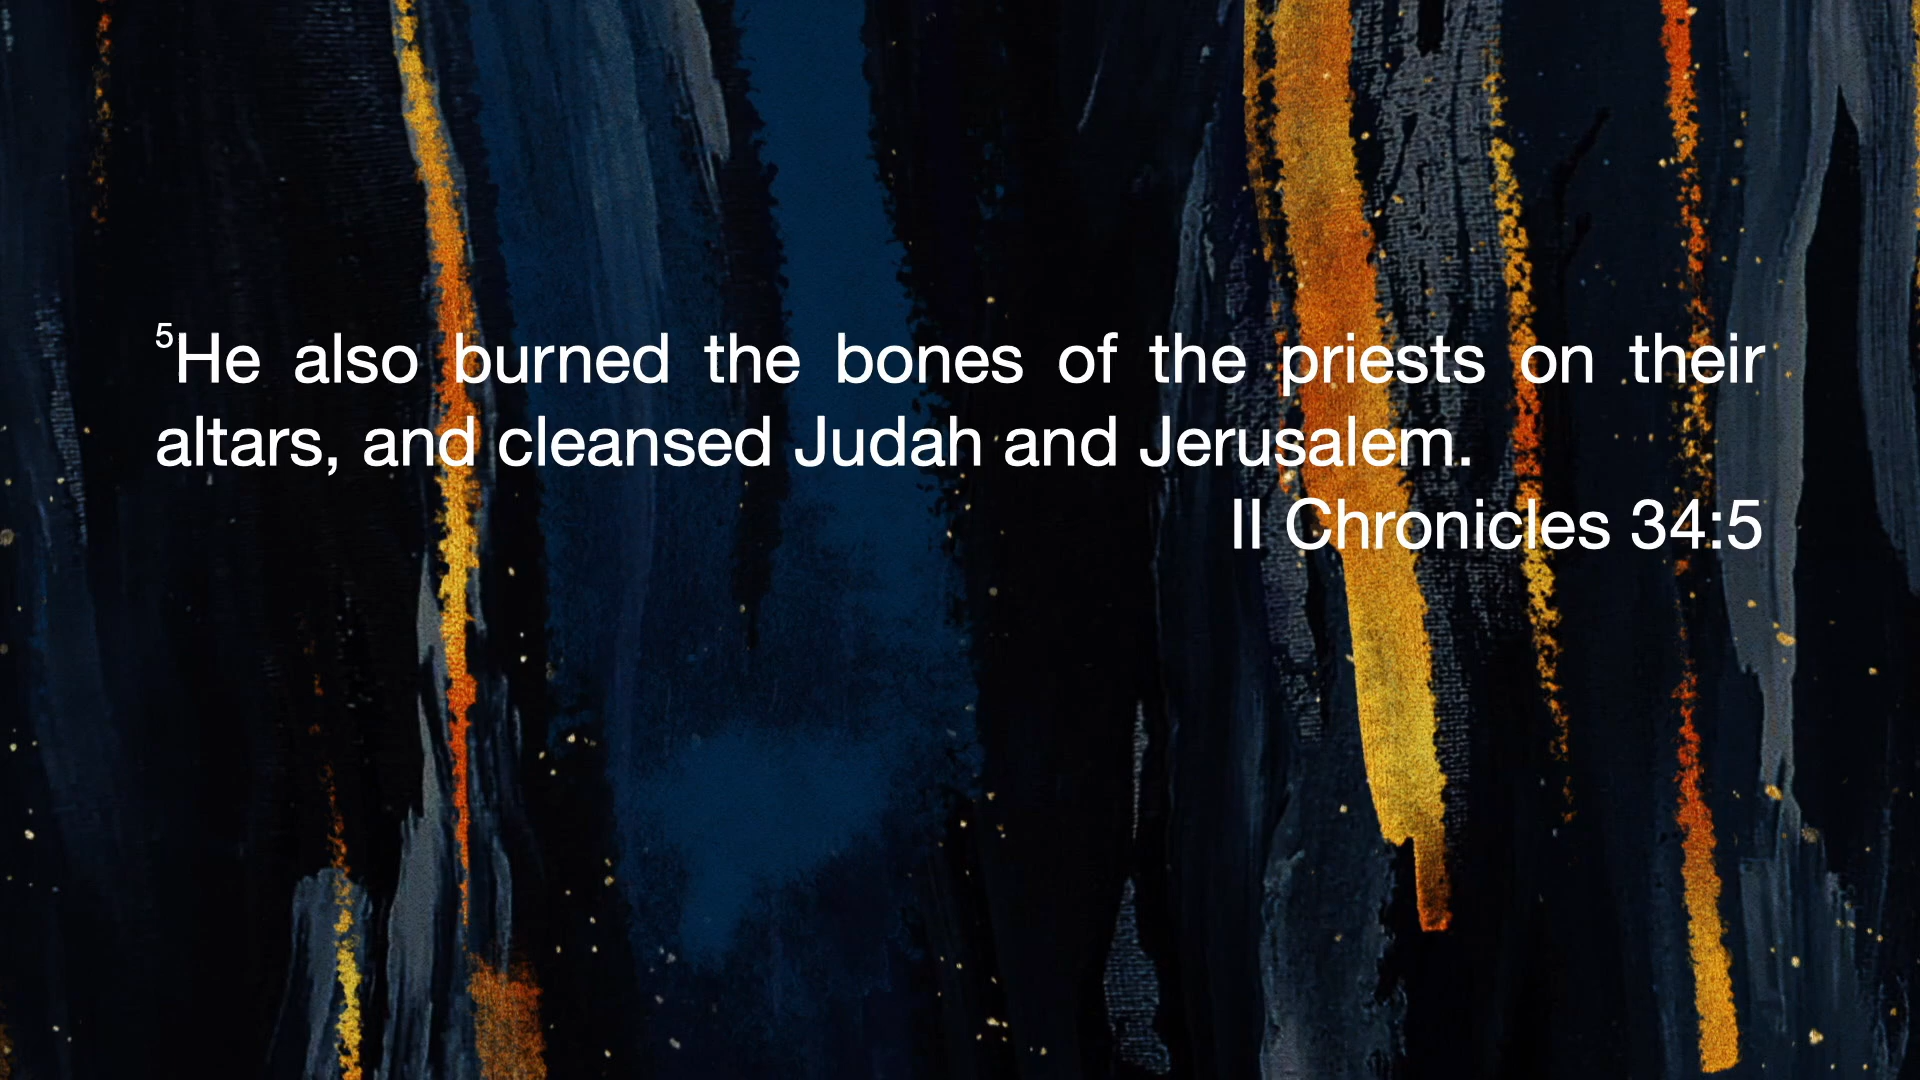 5He also burned the bones of the priests on their
altars, and cleansed Judah and Jerusalem.
II Chronicles 34:5